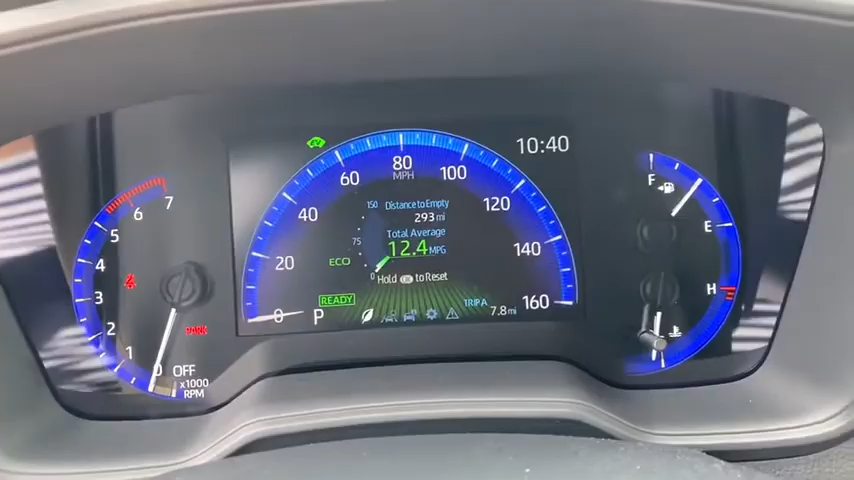 7
6
5
4
3
2
1
0
OFF
x1000
RPM
PARK
EV
10:40
0
20
40
60
80
MPH
100
120
140
160
150
75
0
Distance to Empty
293 mi
Total Average
12.4 MPG
ECO
Hold OK to Reset
READY
P
TRIP A
7.8 mi
F
E
H